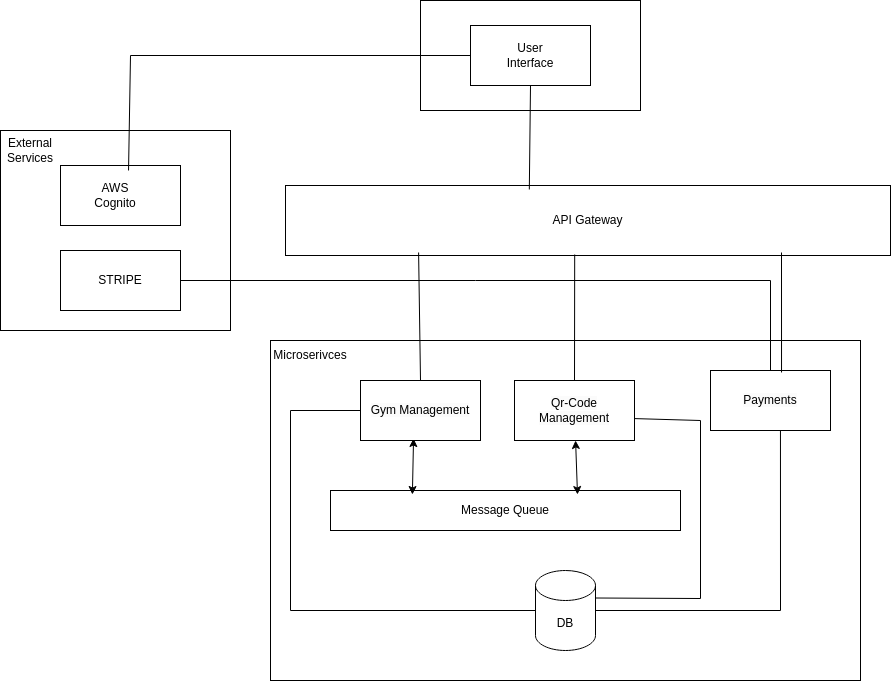 User
Interface
External
Services
AWS
Cognito
API Gateway
STRIPE
Microserivces
Gym Management
Qr-Code
Management
Payments
Message Queue
DB